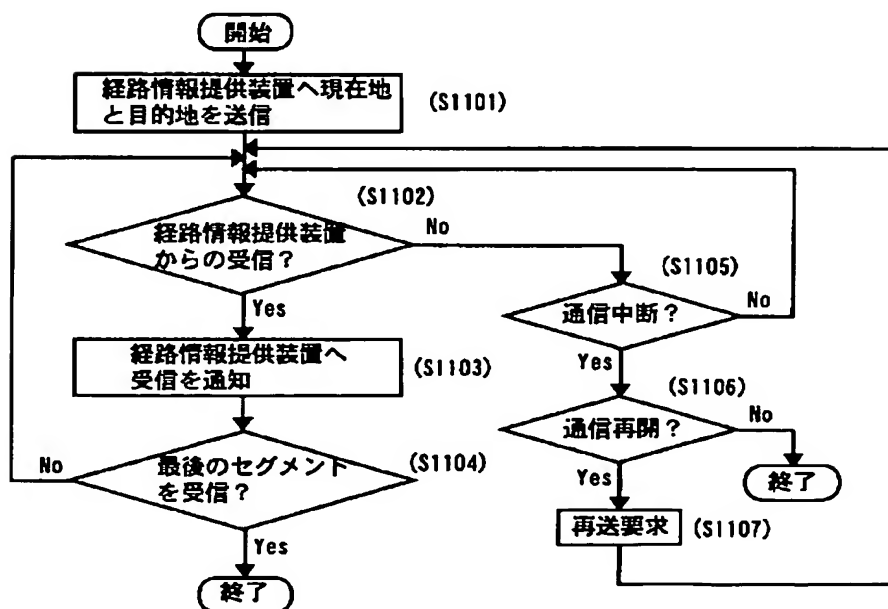 開始
経路情報提供装置へ現在地
と目的地を送信
(S1101)
(S1102)
経路情報提供装置
からの受信？
No
Yes
(S1105)
通信中断？
No
Yes
経路情報提供装置へ
受信を通知
(S1103)
(S1106)
通信再開？
No
Yes
終了
最後のセグメント
を受信？
(S1104)
No
Yes
再送要求
(S1107)
終了